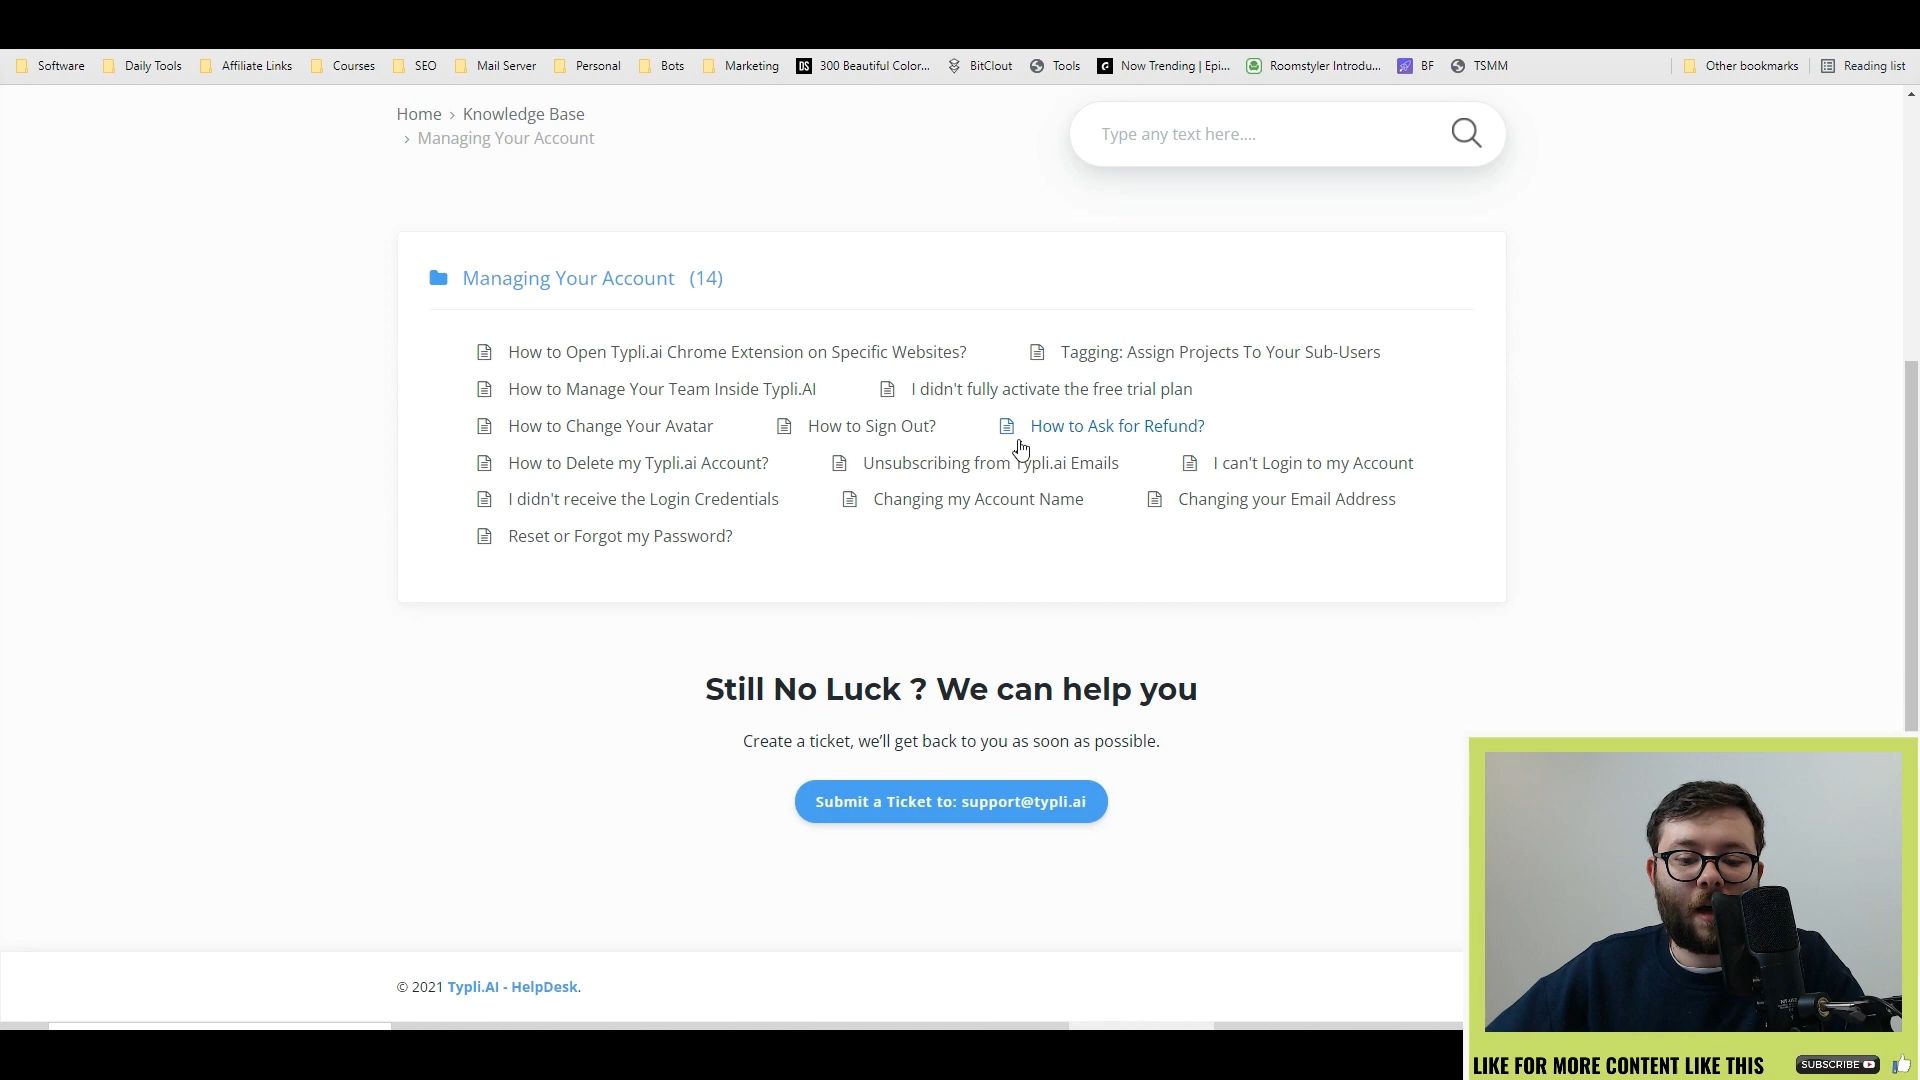 Software Daily Tools Affiliate Links Courses SEO Mail Server Personal Bots Marketing DS 300 Beautiful Color... BitClout Tools Now Trending | Epi... Roomstyler Introdu... BF TSMM Other bookmarks Reading list
Home › Knowledge Base
› Managing Your Account
Type any text here....
Managing Your Account (14)
How to Open Typli.ai Chrome Extension on Specific Websites? Tagging: Assign Projects To Your Sub-Users
How to Manage Your Team Inside Typli.AI I didn't fully activate the free trial plan
How to Change Your Avatar How to Sign Out? How to Ask for Refund?
How to Delete my Typli.ai Account? Unsubscribing from Typli.ai Emails I can't Login to my Account
I didn't receive the Login Credentials Changing my Account Name Changing your Email Address
Reset or Forgot my Password?
Still No Luck ? We can help you
Create a ticket, we’ll get back to you as soon as possible.
Submit a Ticket to: support@typli.ai
© 2021 Typli.AI - HelpDesk.
LIKE FOR MORE CONTENT LIKE THIS SUBSCRIBE